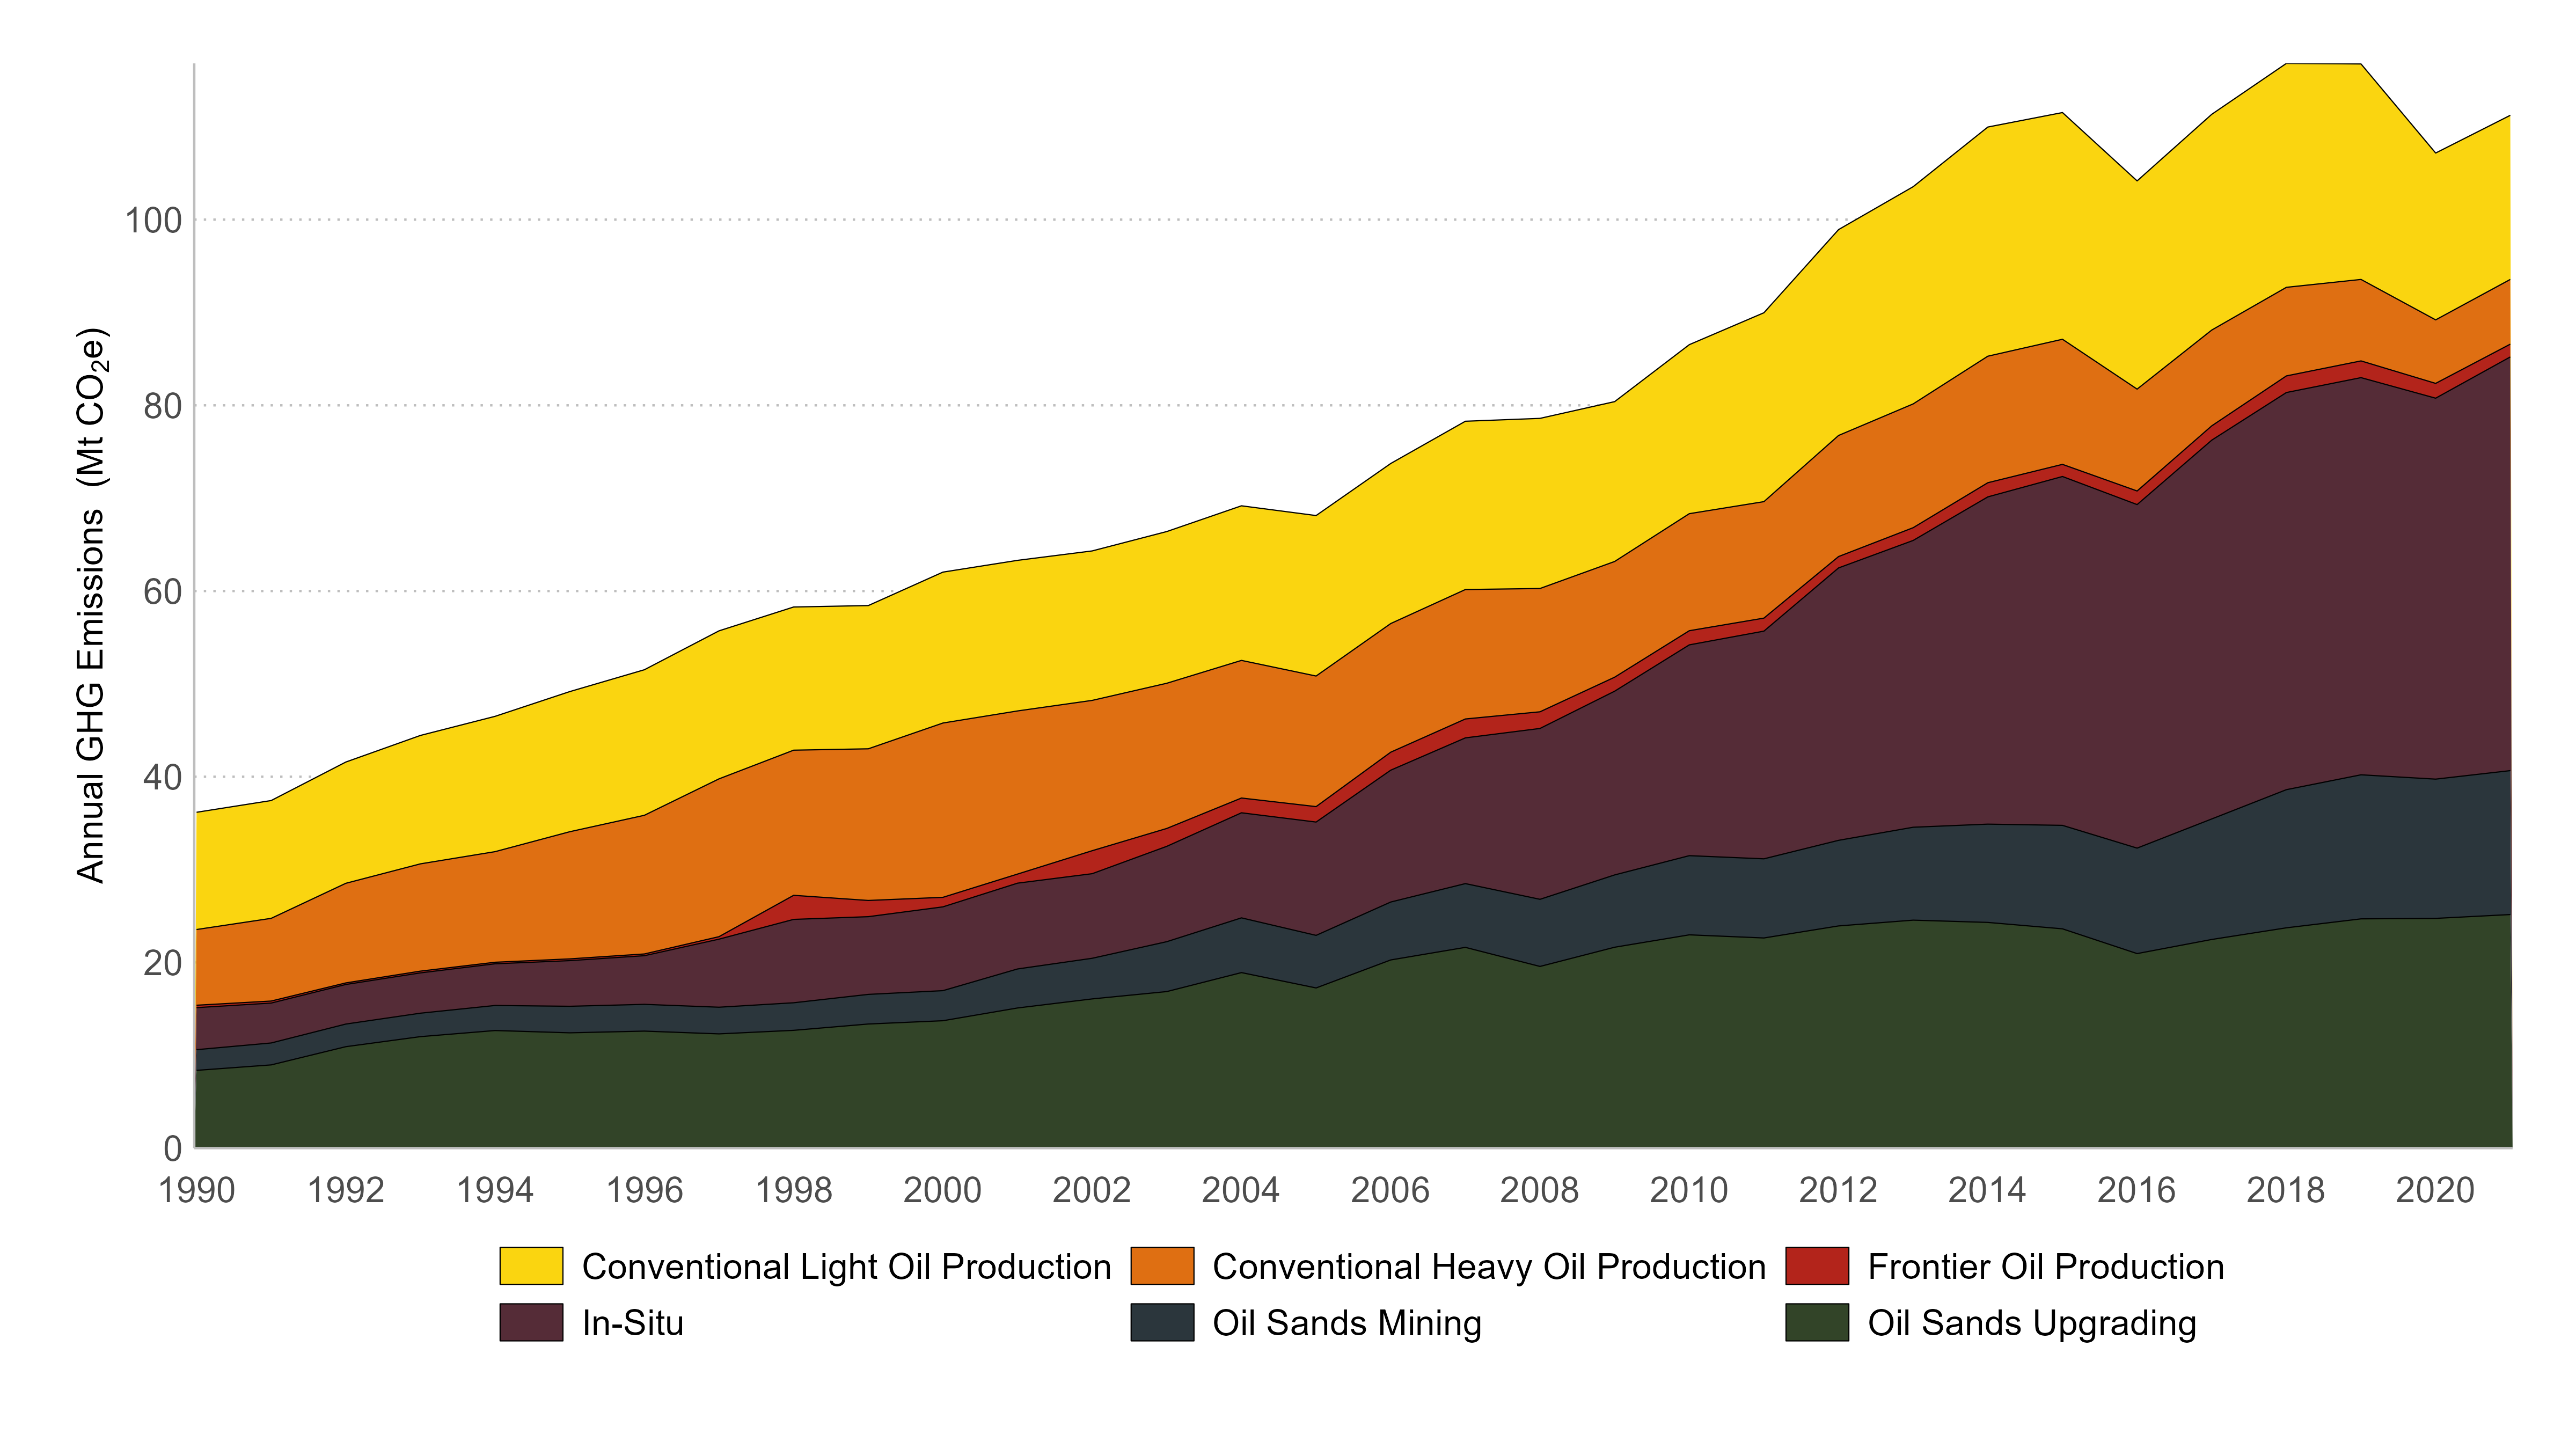 Annual GHG Emissions (Mt CO₂e)
100
80
60
40
20
0
1990 1992 1994 1996 1998 2000 2002 2004 2006 2008 2010 2012 2014 2016 2018 2020
Conventional Light Oil Production Conventional Heavy Oil Production Frontier Oil Production
In-Situ Oil Sands Mining Oil Sands Upgrading